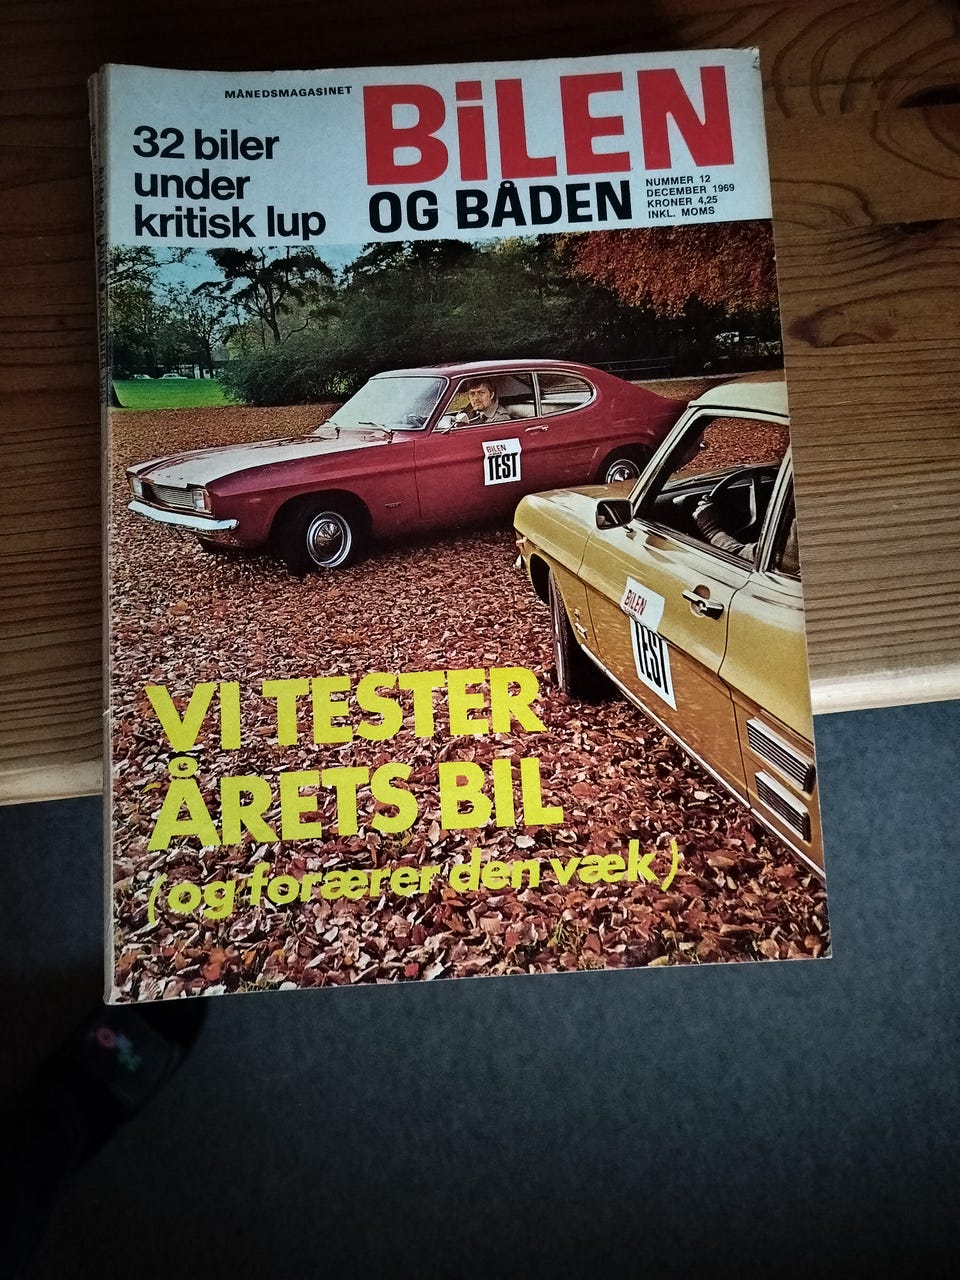 MÅNEDSMAGASINET
BiLEN
OG BÅDEN
NUMMER 12
DECEMBER 1969
KRONER 4,25
INKL. MOMS
32 biler
under
kritisk lup
BiLEN
TEST
BiLEN
TEST
VI TESTER
ÅRETS BIL
(og forærer den væk)